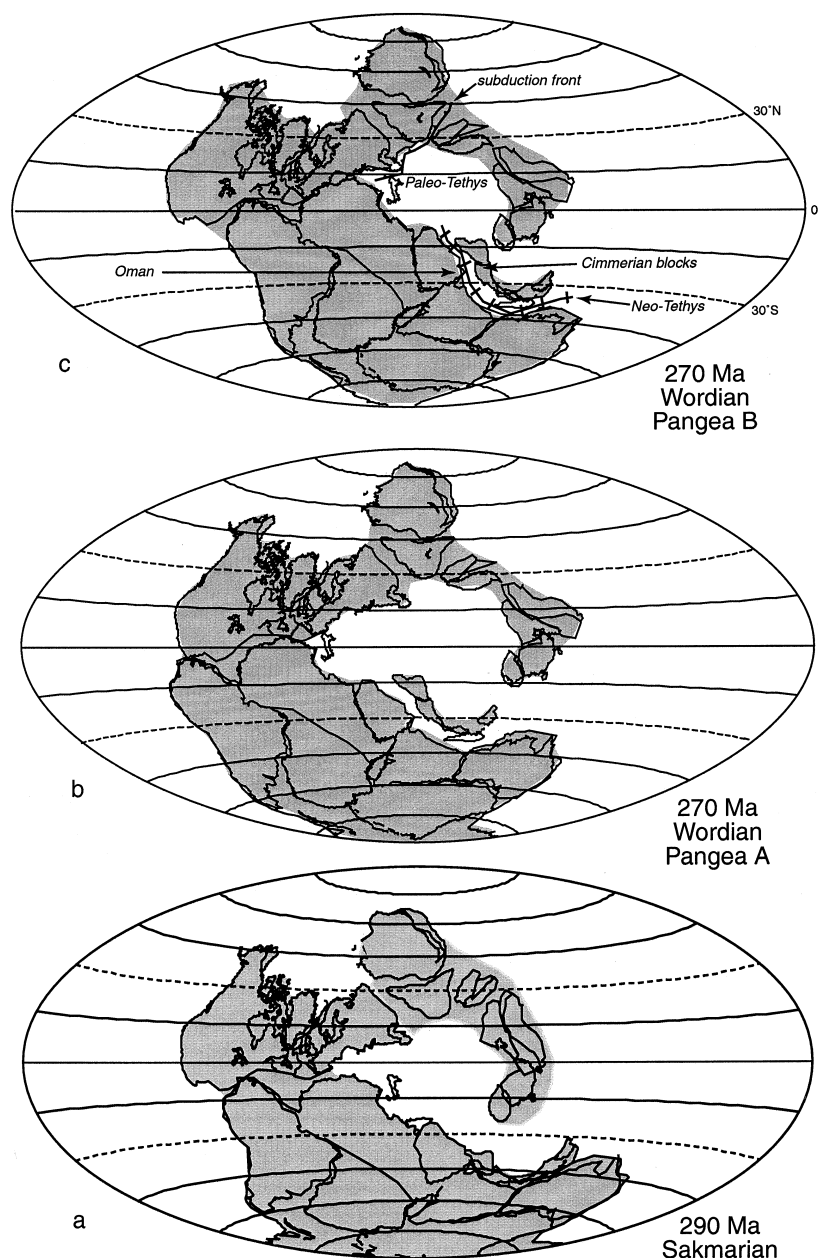 subduction front
30°N
Paleo-Tethys
0
Oman
Cimmerian blocks
Neo-Tethys
30°S
c
270 Ma
Wordian
Pangea B
b
270 Ma
Wordian
Pangea A
a
290 Ma
Sakmarian